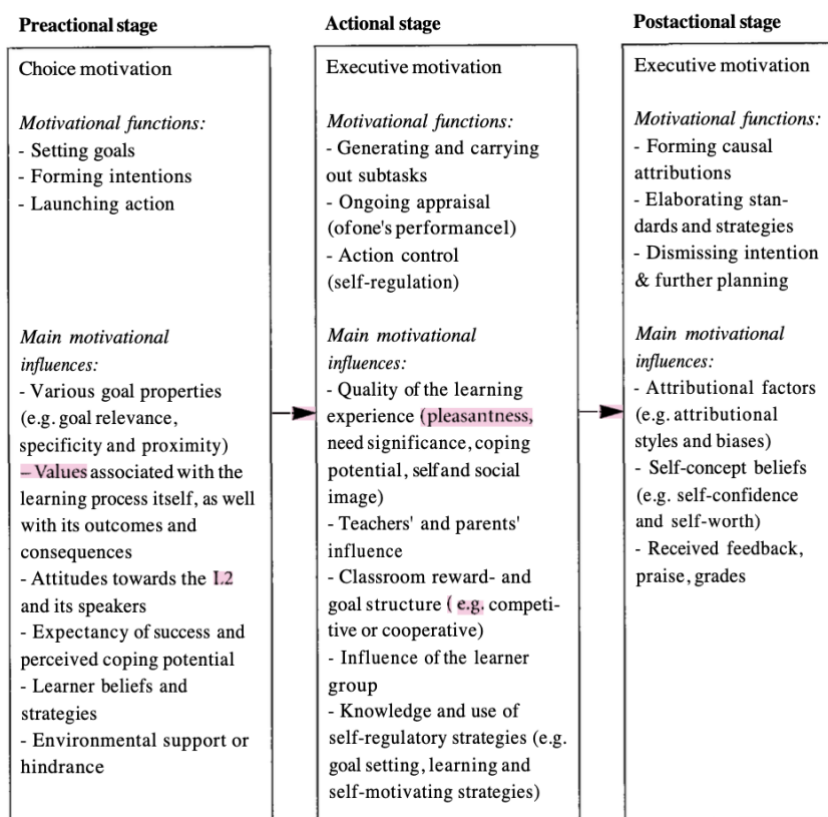 Preactional stage
Choice motivation
Motivational functions:
- Setting goals
- Forming intentions
- Launching action
Main motivational
influences:
- Various goal properties
(e.g. goal relevance,
specificity and proximity)
– Values associated with the
learning process itself, as well
with its outcomes and
consequences
- Attitudes towards the I.2
and its speakers
- Expectancy of success and
perceived coping potential
- Learner beliefs and
strategies
- Environmental support or
hindrance
Actional stage
Executive motivation
Motivational functions:
- Generating and carrying
out subtasks
- Ongoing appraisal
(ofone's performancel)
- Action control
(self-regulation)
Main motivational
influences:
- Quality of the learning
experience (pleasantness,
need significance, coping
potential, self and social
image)
- Teachers' and parents'
influence
- Classroom reward- and
goal structure ( e.g. competi-
tive or cooperative)
- Influence of the learner
group
- Knowledge and use of
self-regulatory strategies (e.g.
goal setting, learning and
self-motivating strategies)
Postactional stage
Executive motivation
Motivational functions:
- Forming causal
attributions
- Elaborating stan-
dards and strategies
- Dismissing intention
& further planning
Main motivational
influences:
- Attributional factors
(e.g. attributional
styles and biases)
- Self-concept beliefs
(e.g. self-confidence
and self-worth)
- Received feedback,
praise, grades